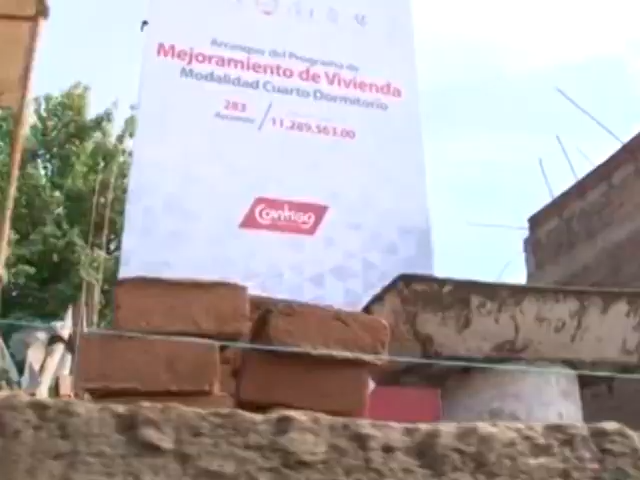 Arranque del Programa de
Mejoramiento de Vivienda
Modalidad Cuarto Dormitorio
283
Acciones
11,289,563.00
Contigo